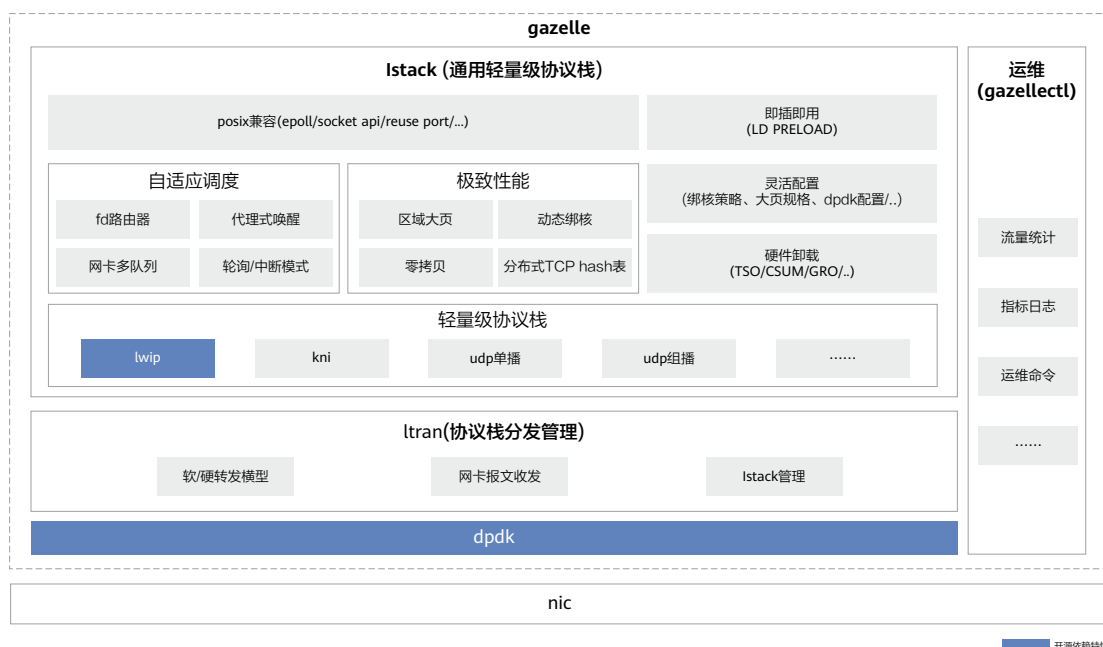 gazelle
lstack (通用轻量级协议栈)
posix兼容(epoll/socket api/reuse port/...)
即插即用
(LD PRELOAD)
自适应调度
fd路由器
代理式唤醒
网卡多队列
轮询/中断模式
极致性能
区域大页
动态绑核
零拷贝
分布式TCP hash表
灵活配置
(绑核策略、大页规格、dpdk配置/..)
硬件卸载
(TSO/CSUM/GRO/..)
轻量级协议栈
lwip
kni
udp单播
udp组播
……
ltran(协议栈分发管理)
软/硬转发横型
网卡报文收发
lstack管理
dpdk
运维
(gazellectl)
流量统计
指标日志
运维命令
……
nic
开源依赖特